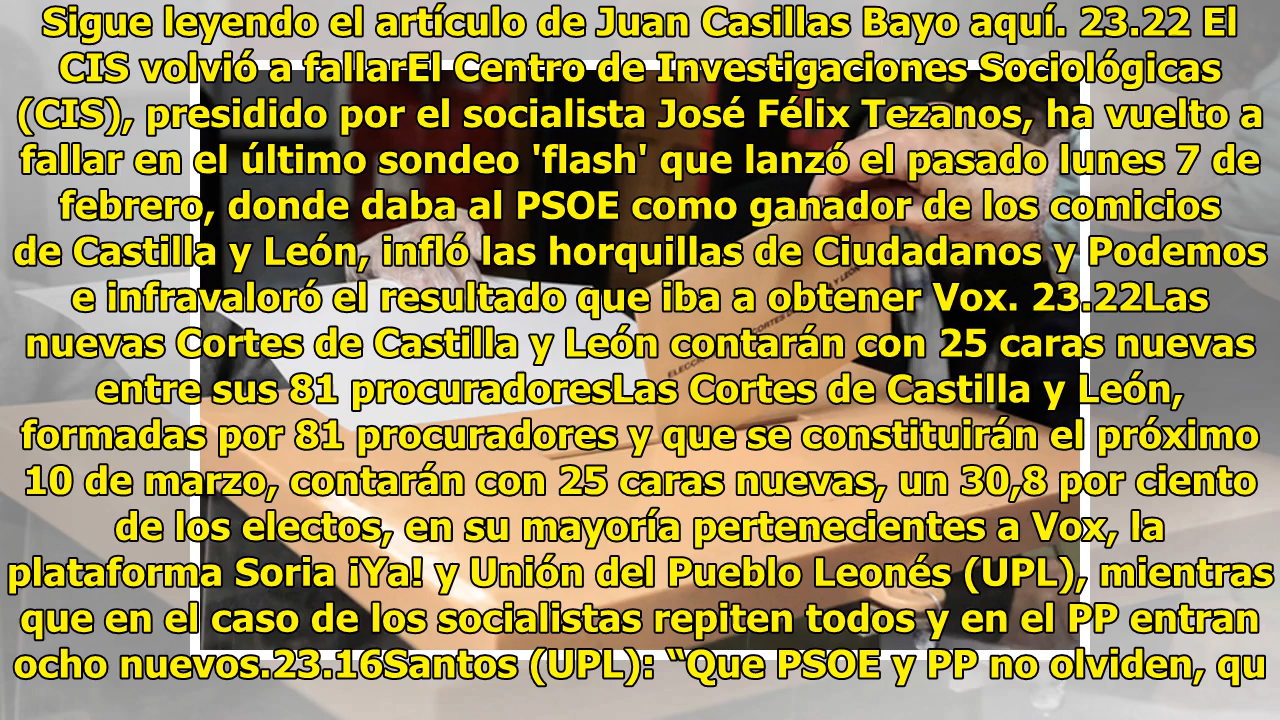 Sigue leyendo el artículo de Juan Casillas Bayo aquí. 23.22 El
CIS volvió a fallarEl Centro de Investigaciones Sociológicas
(CIS), presidido por el socialista José Félix Tezanos, ha vuelto a
fallar en el último sondeo 'flash' que lanzó el pasado lunes 7 de
febrero, donde daba al PSOE como ganador de los comicios
de Castilla y León, infló las horquillas de Ciudadanos y Podemos
e infravaloró el resultado que iba a obtener Vox. 23.22Las
nuevas Cortes de Castilla y León contarán con 25 caras nuevas
entre sus 81 procuradoresLas Cortes de Castilla y León,
formadas por 81 procuradores y que se constituirán el próximo
10 de marzo, contarán con 25 caras nuevas, un 30,8 por ciento
de los electos, en su mayoría pertenecientes a Vox, la
plataforma Soria ¡Ya! y Unión del Pueblo Leonés (UPL), mientras
que en el caso de los socialistas repiten todos y en el PP entran
ocho nuevos.23.16Santos (UPL): “Que PSOE y PP no olviden, qu